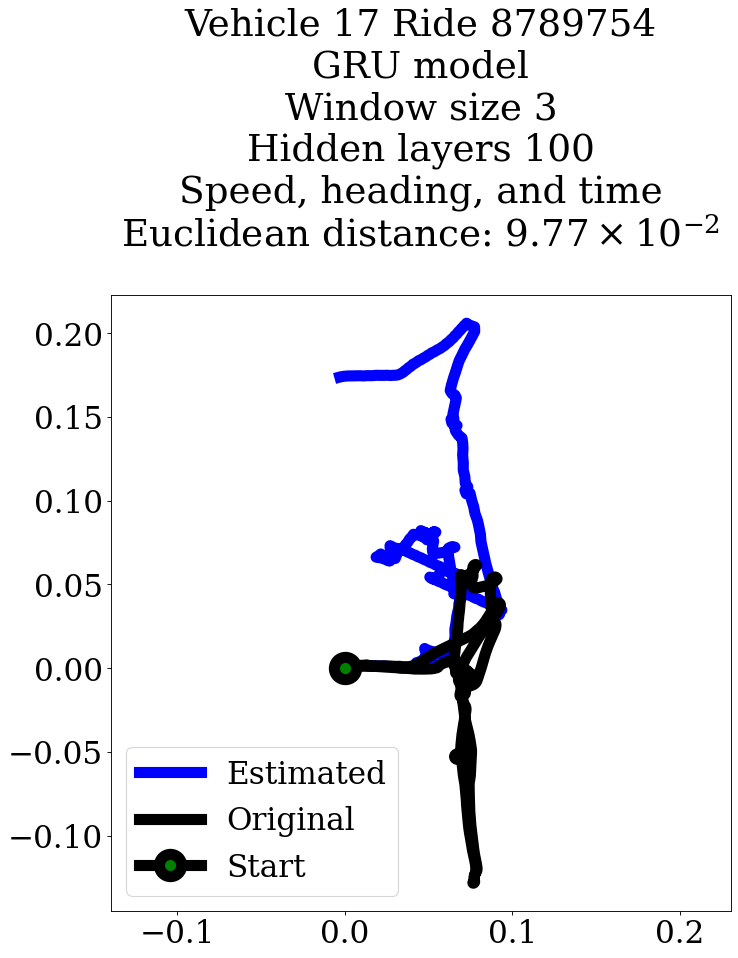 Vehicle 17 Ride 8789754
GRU model
Window size 3
Hidden layers 100
Speed, heading, and time
Euclidean distance: 9.77 × 10⁻²
0.20
0.15
0.10
0.05
0.00
−0.05
−0.10
Estimated
Original
Start
−0.1 0.0 0.1 0.2